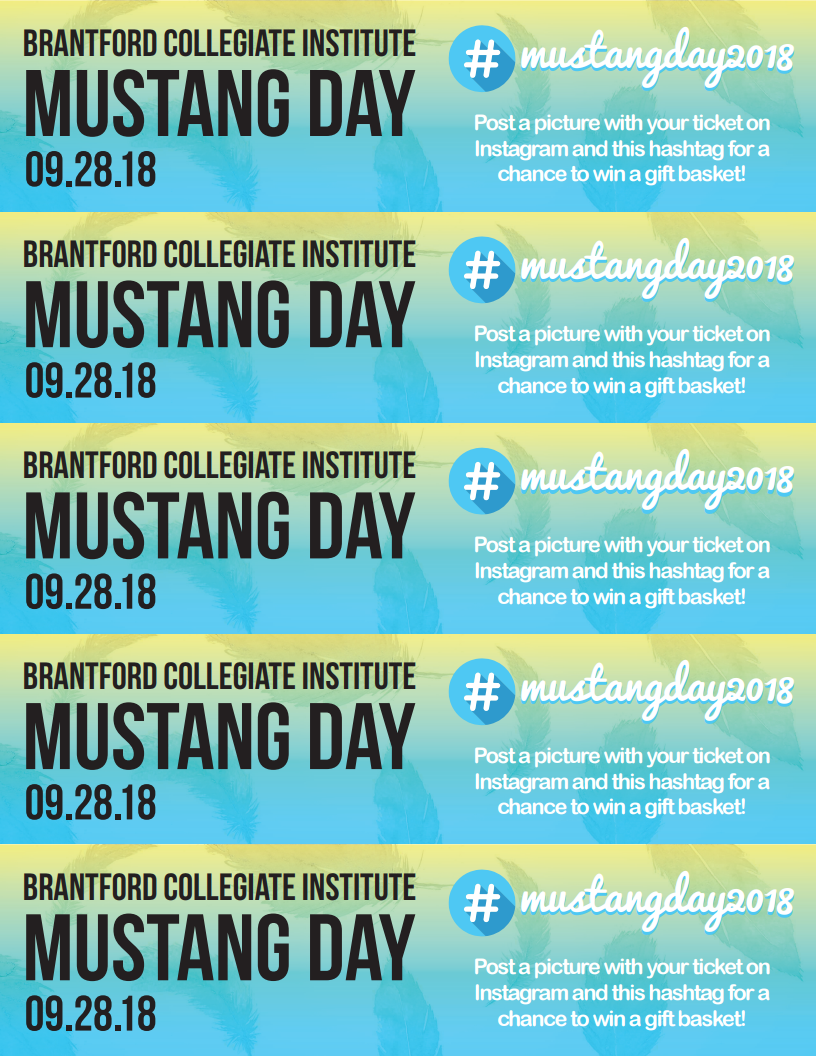 BRANTFORD COLLEGIATE INSTITUTE
MUSTANG DAY
09.28.18
# mustangday2018
Post a picture with your ticket on
Instagram and this hashtag for a
chance to win a gift basket!
BRANTFORD COLLEGIATE INSTITUTE
MUSTANG DAY
09.28.18
# mustangday2018
Post a picture with your ticket on
Instagram and this hashtag for a
chance to win a gift basket!
BRANTFORD COLLEGIATE INSTITUTE
MUSTANG DAY
09.28.18
# mustangday2018
Post a picture with your ticket on
Instagram and this hashtag for a
chance to win a gift basket!
BRANTFORD COLLEGIATE INSTITUTE
MUSTANG DAY
09.28.18
# mustangday2018
Post a picture with your ticket on
Instagram and this hashtag for a
chance to win a gift basket!
BRANTFORD COLLEGIATE INSTITUTE
MUSTANG DAY
09.28.18
# mustangday2018
Post a picture with your ticket on
Instagram and this hashtag for a
chance to win a gift basket!